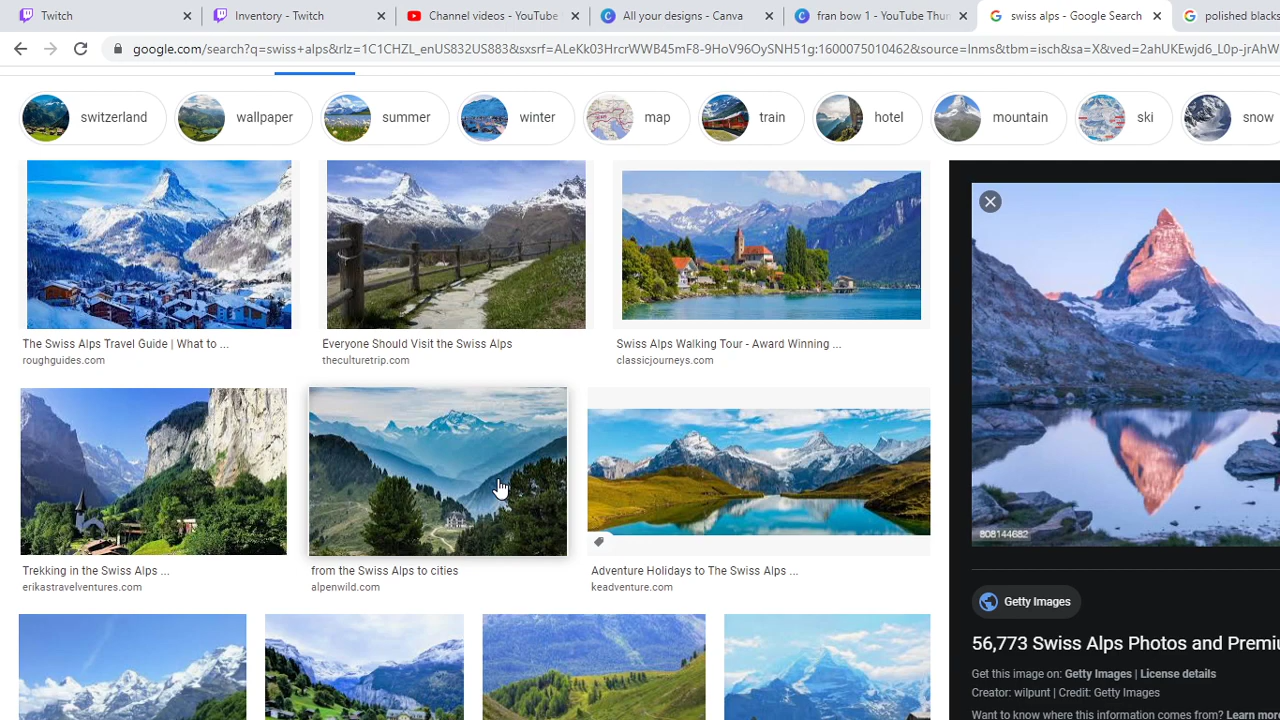 Twitch
Inventory - Twitch
Channel videos - YouTube
All your designs - Canva
fran bow 1 - YouTube Thu
swiss alps - Google Search
polished blacks
google.com/search?q=swiss+alps&rlz=1C1CHZL_enUS832US883&sxsrf=ALeKk03HrcrWWB45mF8-9HoV96OySNH51g:1600075010462&source=lnms&tbm=isch&sa=X&ved=2ahUKEwjd6_L0p-jrAhW
switzerland
wallpaper
summer
winter
map
train
hotel
mountain
ski
snow
The Swiss Alps Travel Guide | What to ...
roughguides.com
Everyone Should Visit the Swiss Alps
theculturetrip.com
Swiss Alps Walking Tour - Award Winning ...
classicjourneys.com
808144682
Trekking in the Swiss Alps ...
erikastravelventures.com
from the Swiss Alps to cities
alpenwild.com
Adventure Holidays to The Swiss Alps ...
keadventure.com
Getty Images
56,773 Swiss Alps Photos and Premiu
Get this image on: Getty Images | License details
Creator: wilpunt | Credit: Getty Images
Want to know where this information comes from? Learn mor